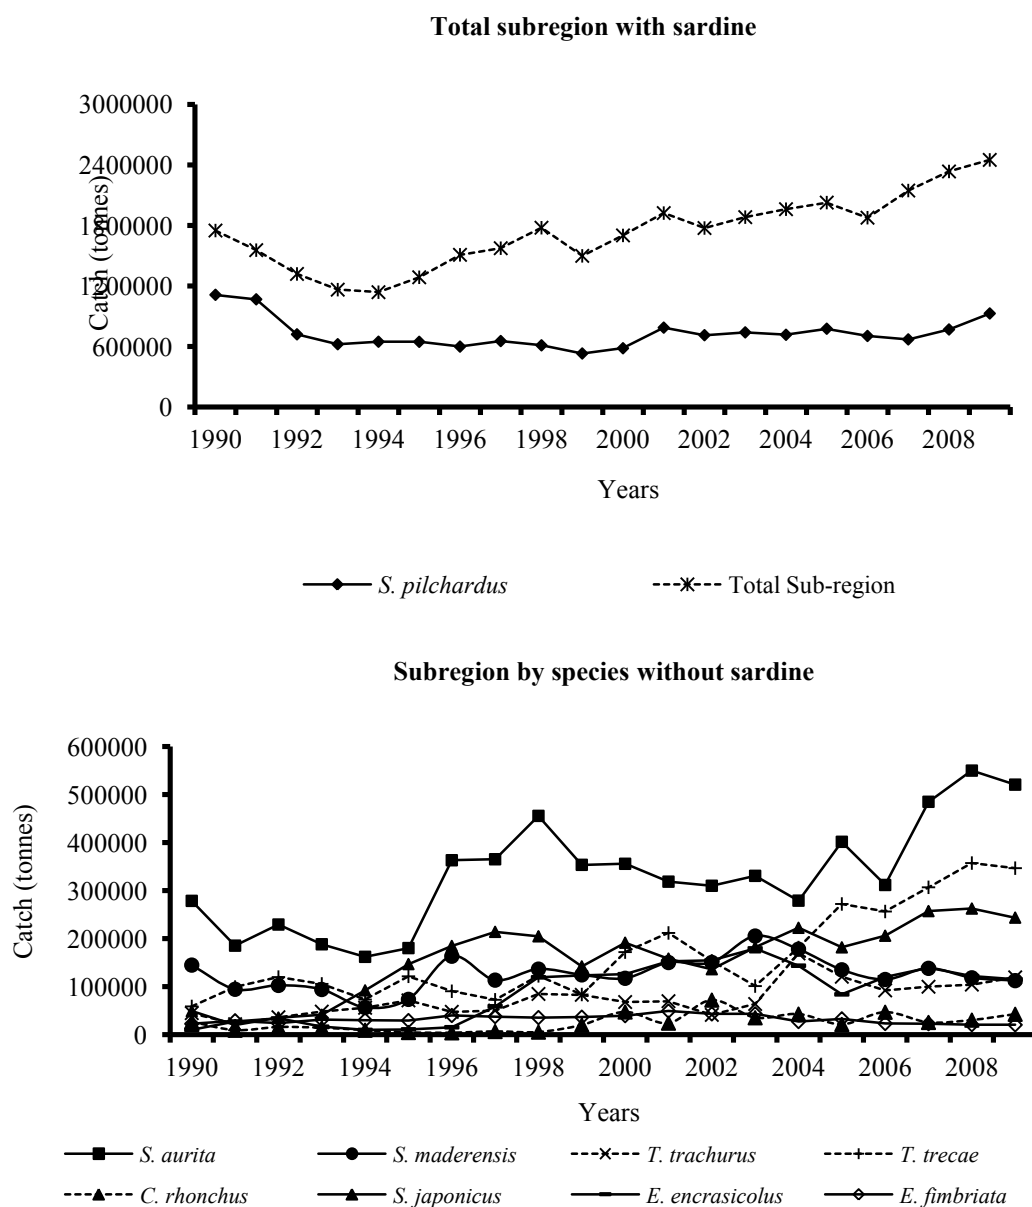 Total subregion with sardine
3000000
2400000
1800000
1200000
600000
0
Catch (tonnes)
1990 1992 1994 1996 1998 2000 2002 2004 2006 2008
Years
S. pilchardus Total Sub-region
Subregion by species without sardine
600000
500000
400000
300000
200000
100000
0
Catch (tonnes)
1990 1992 1994 1996 1998 2000 2002 2004 2006 2008
Years
S. aurita S. maderensis T. trachurus T. trecae
C. rhonchus S. japonicus E. encrasicolus E. fimbriata